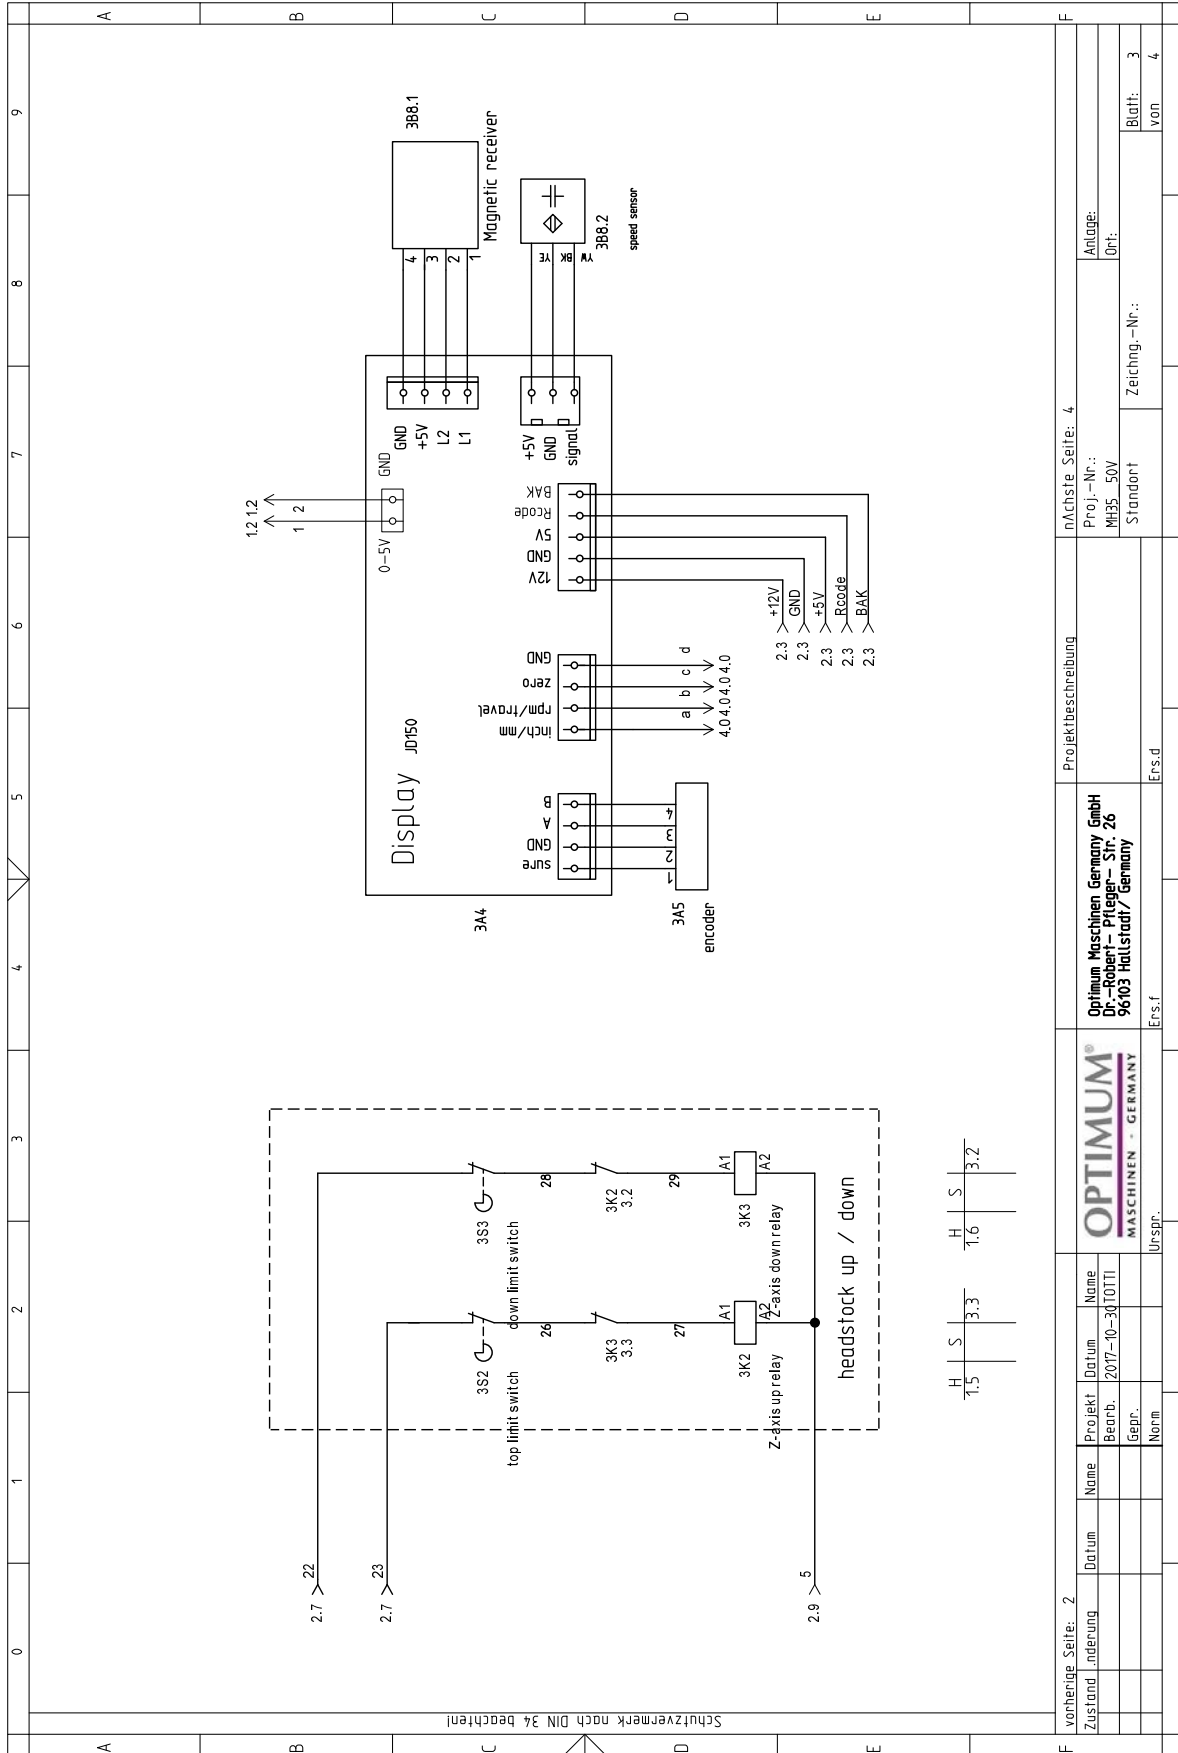 0 1 2 3 4 5 6 7 8 9
A
B
C
D
E
F
A
B
C
D
E
F
Schutzvermerk nach DIN 34 beachten!
2.7 22
2.7 23
2.9 5
3S2
top limit switch
26
3K3
3.3
27
3K2
A1
A2
Z-axis up relay
3S3
down limit switch
28
3K2
3.2
29
3K3
A1
A2
Z-axis down relay
headstock up / down
H S
1.5 3.3
H S
1.6 3.2
3A4
Display JD150
sure
GND
A
B
1
2
3
4
3A5
encoder
inch/mm
rpm/travel
zero
GND
a b c d
4.0 4.0 4.0 4.0
12V
GND
5V
Rcode
BAK
2.3 +12V
2.3 GND
2.3 +5V
2.3 Rcode
2.3 BAK
0-5V GND
1 2
1.2 1.2
GND
+5V
L2
L1
4
3
2
1
3B8.1
Magnetic receiver
+5V
GND
signal
YE
BK
YW
3B8.2
speed sensor
vorherige Seite: 2
Zustand .nderung Datum Name
Projekt Datum Name
Bearb. 2017-10-30 TOTTI
Gepr.
Norm
OPTIMUM®
MASCHINEN - GERMANY
Urspr.
Optimum Maschinen Germany GmbH
Dr.-Robert- Pfleger- Str. 26
96103 Hallstadt/ Germany
Ers.f
Ers.d
Projektbeschreibung
nAchste Seite: 4
Proj.-Nr.:
MH35 50V
Standort
Zeichng.-Nr.:
Anlage:
Ort:
Blatt: 3
von 4